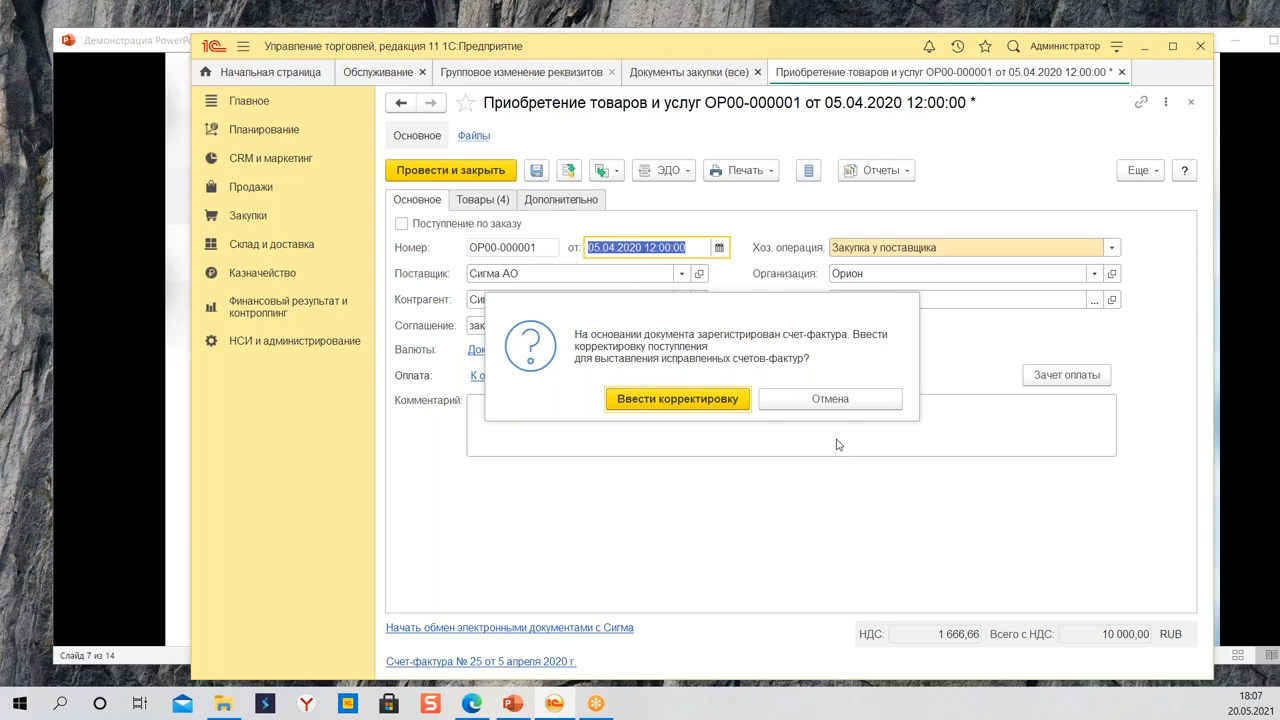 Демонстрация PowerPo
1С Управление торговлей, редакция 11 1С:Предприятие
Администратор
Начальная страница
Обслуживание
Групповое изменение реквизитов
Документы закупки (все)
Приобретение товаров и услуг ОР00-000001 от 05.04.2020 12:00:00 *
Главное
Планирование
CRM и маркетинг
Продажи
Закупки
Склад и доставка
Казначейство
Финансовый результат и
контроллинг
НСИ и администрирование
Приобретение товаров и услуг ОР00-000001 от 05.04.2020 12:00:00 *
Основное Файлы
Провести и закрыть ЭДО Печать Отчеты Еще ?
Основное Товары (4) Дополнительно
Поступление по заказу
Номер: ОР00-000001 от: 05.04.2020 12:00:00 Хоз. операция: Закупка у поставщика
Поставщик: Сигма АО Организация: Орион
Контрагент: Сиг ...
Соглашение: зак
Валюты: Док
Оплата: К о Зачет оплаты
Комментарий:
На основании документа зарегистрирован счет-фактура. Ввести
корректировку поступления
для выставления исправленных счетов-фактур?
Ввести корректировку Отмена
Начать обмен электронными документами с Сигма
НДС: 1 666,66 Всего с НДС: 10 000,00 RUB
Счет-фактура № 25 от 5 апреля 2020 г.
Слайд 7 из 14
18:07
20.05.2021